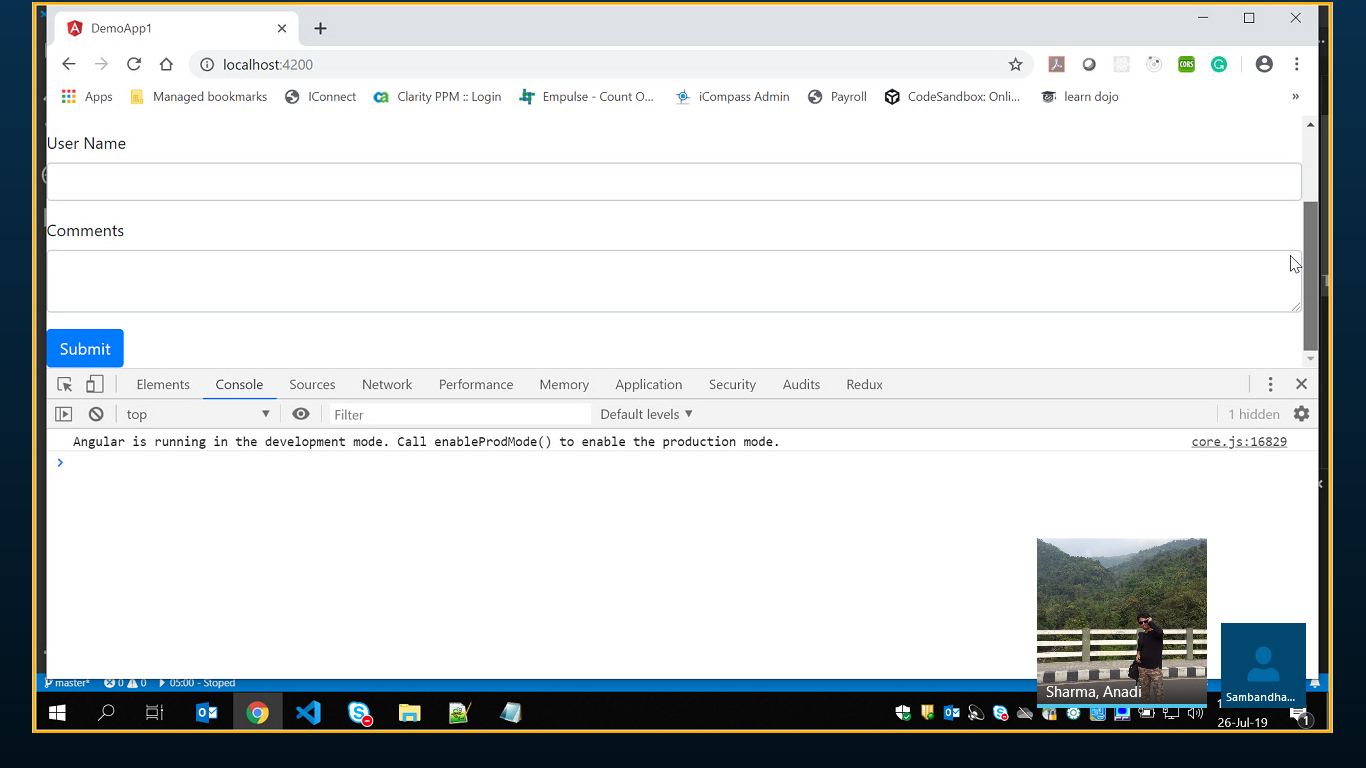 DemoApp1
localhost:4200
CORS
Apps Managed bookmarks IConnect ca Clarity PPM :: Login Empulse - Count O... iCompass Admin Payroll CodeSandbox: Onli... learn dojo »
User Name
Comments
Submit
Elements Console Sources Network Performance Memory Application Security Audits Redux
top Filter Default levels 1 hidden
Angular is running in the development mode. Call enableProdMode() to enable the production mode. core.js:16829
Sharma, Anadi
Sambandha...
master* 0 0 05:00 - Stoped
26-Jul-19
1